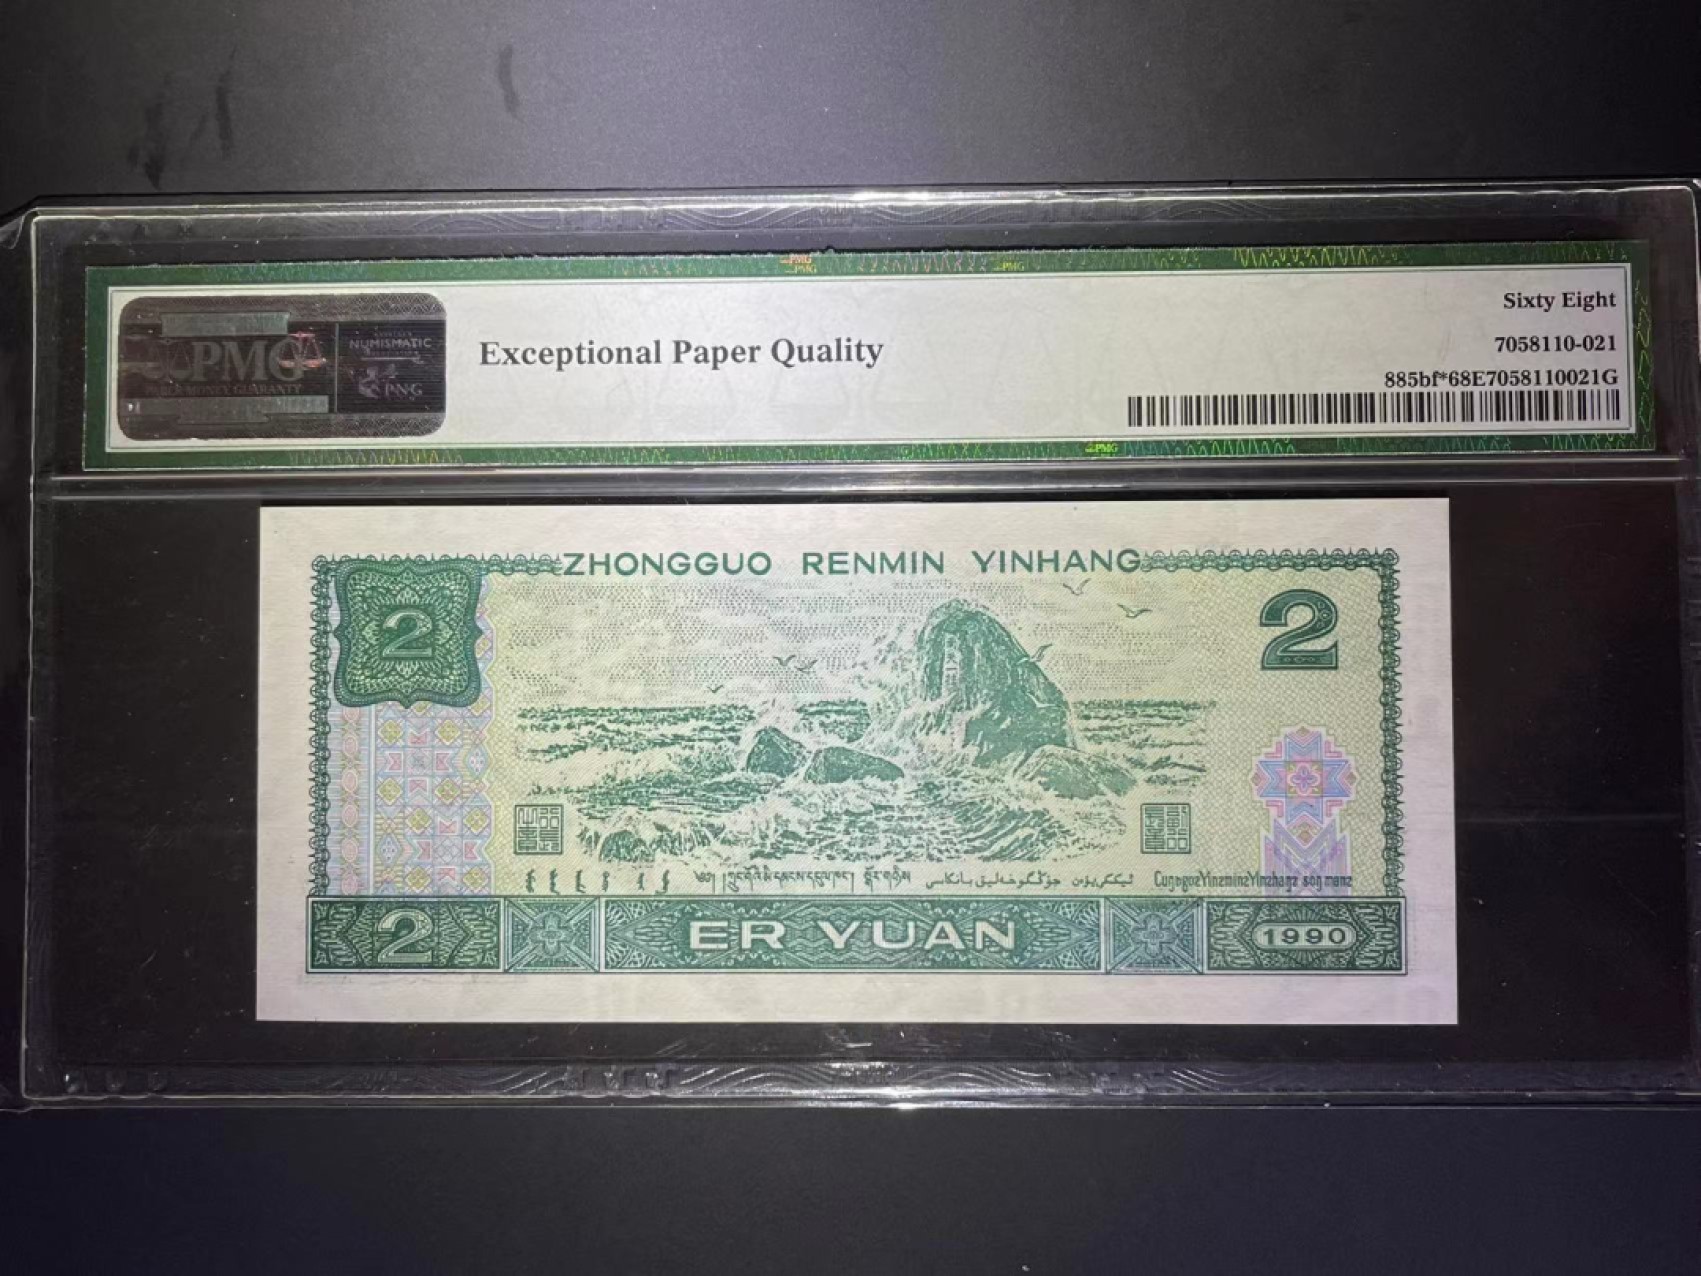 Sixty Eight
PMG
NUMISMATIC
PNG
Exceptional Paper Quality
7058110-021
885bf*68E7058110021G
ZHONGGUO RENMIN YINHANG
2
2
2
ER YUAN
1990